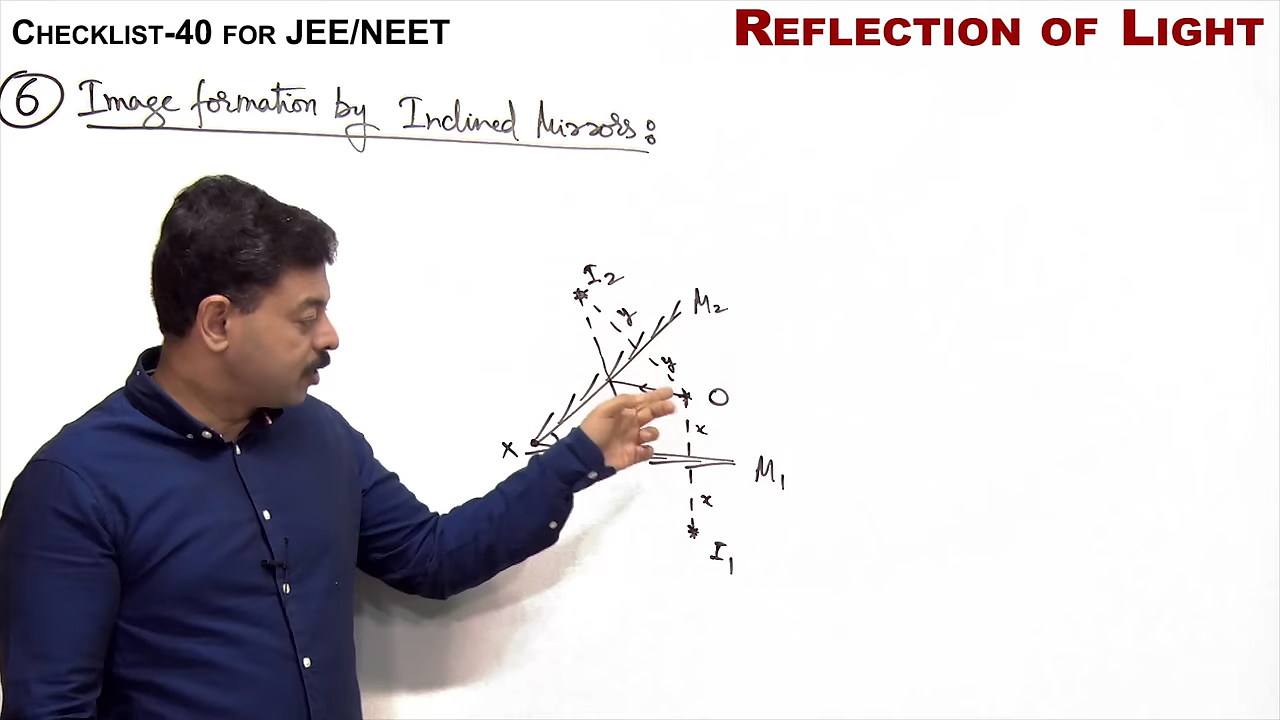 CHECKLIST-40 FOR JEE/NEET
REFLECTION OF LIGHT
6 Image formation by Inclined Mirrors:
I2
y
M2
y
O
x
X
M1
x
I1